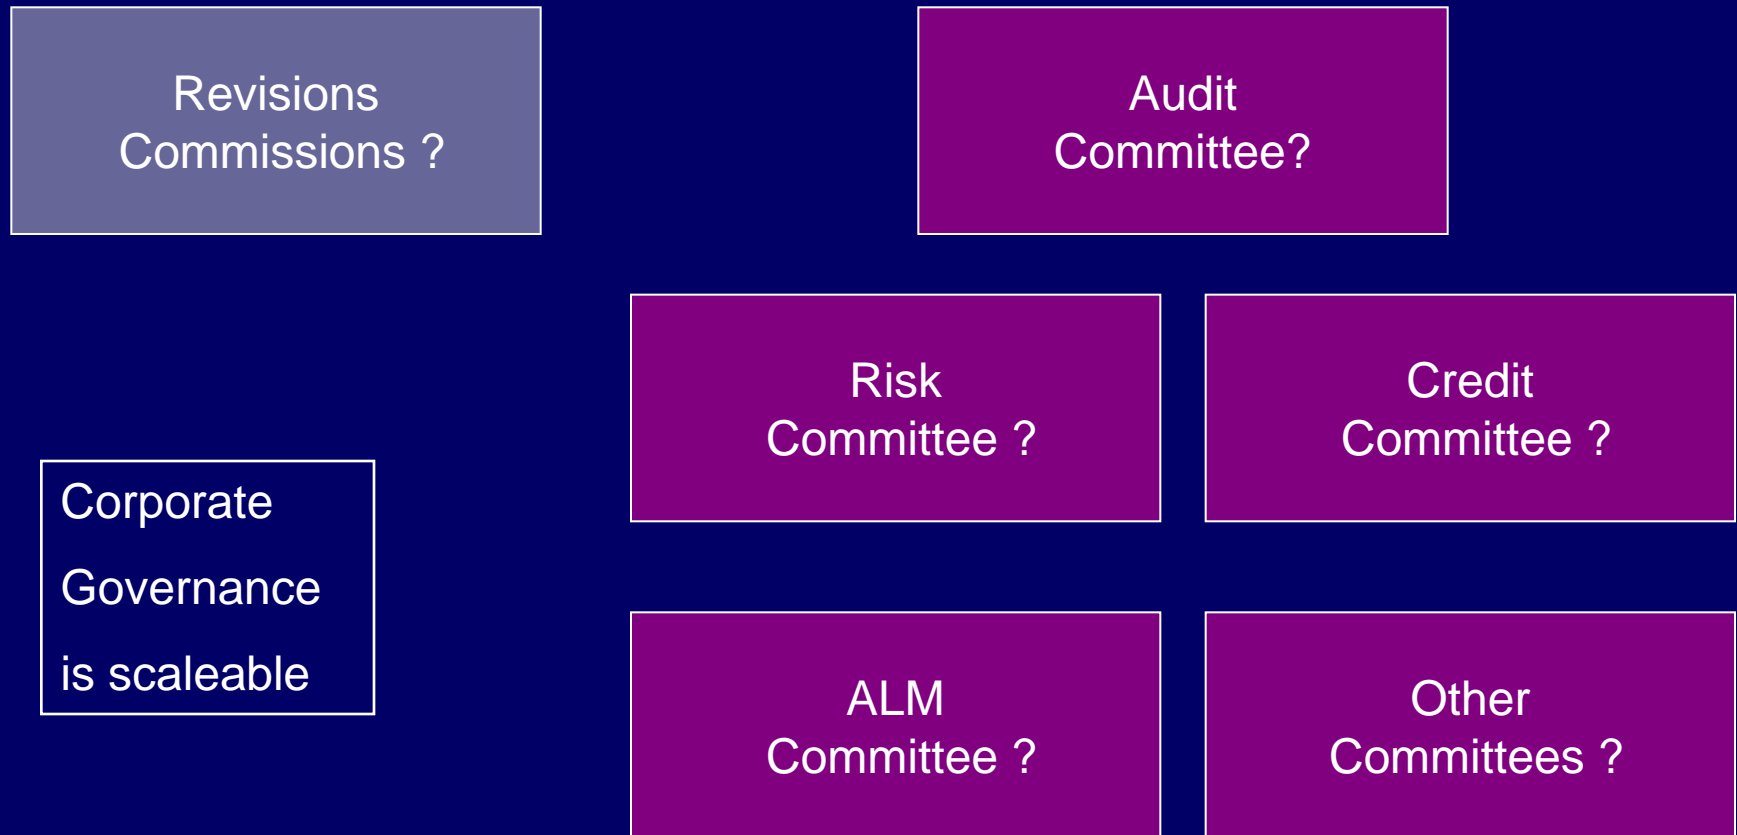 Revisions
Commissions ?
Audit
Committee?
Risk
Committee ?
Credit
Committee ?
Corporate
Governance
is scaleable
ALM
Committee ?
Other
Committees ?